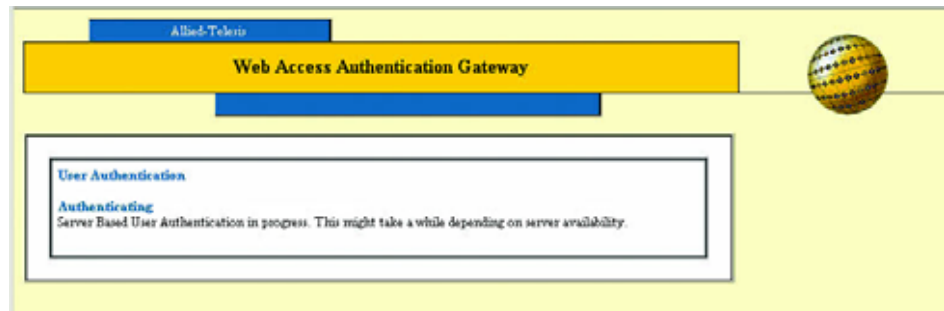 Allied-Telesis
Web Access Authentication Gateway
User Authentication
Authenticating
Server Based User Authentication in progress. This might take a while depending on server availability.